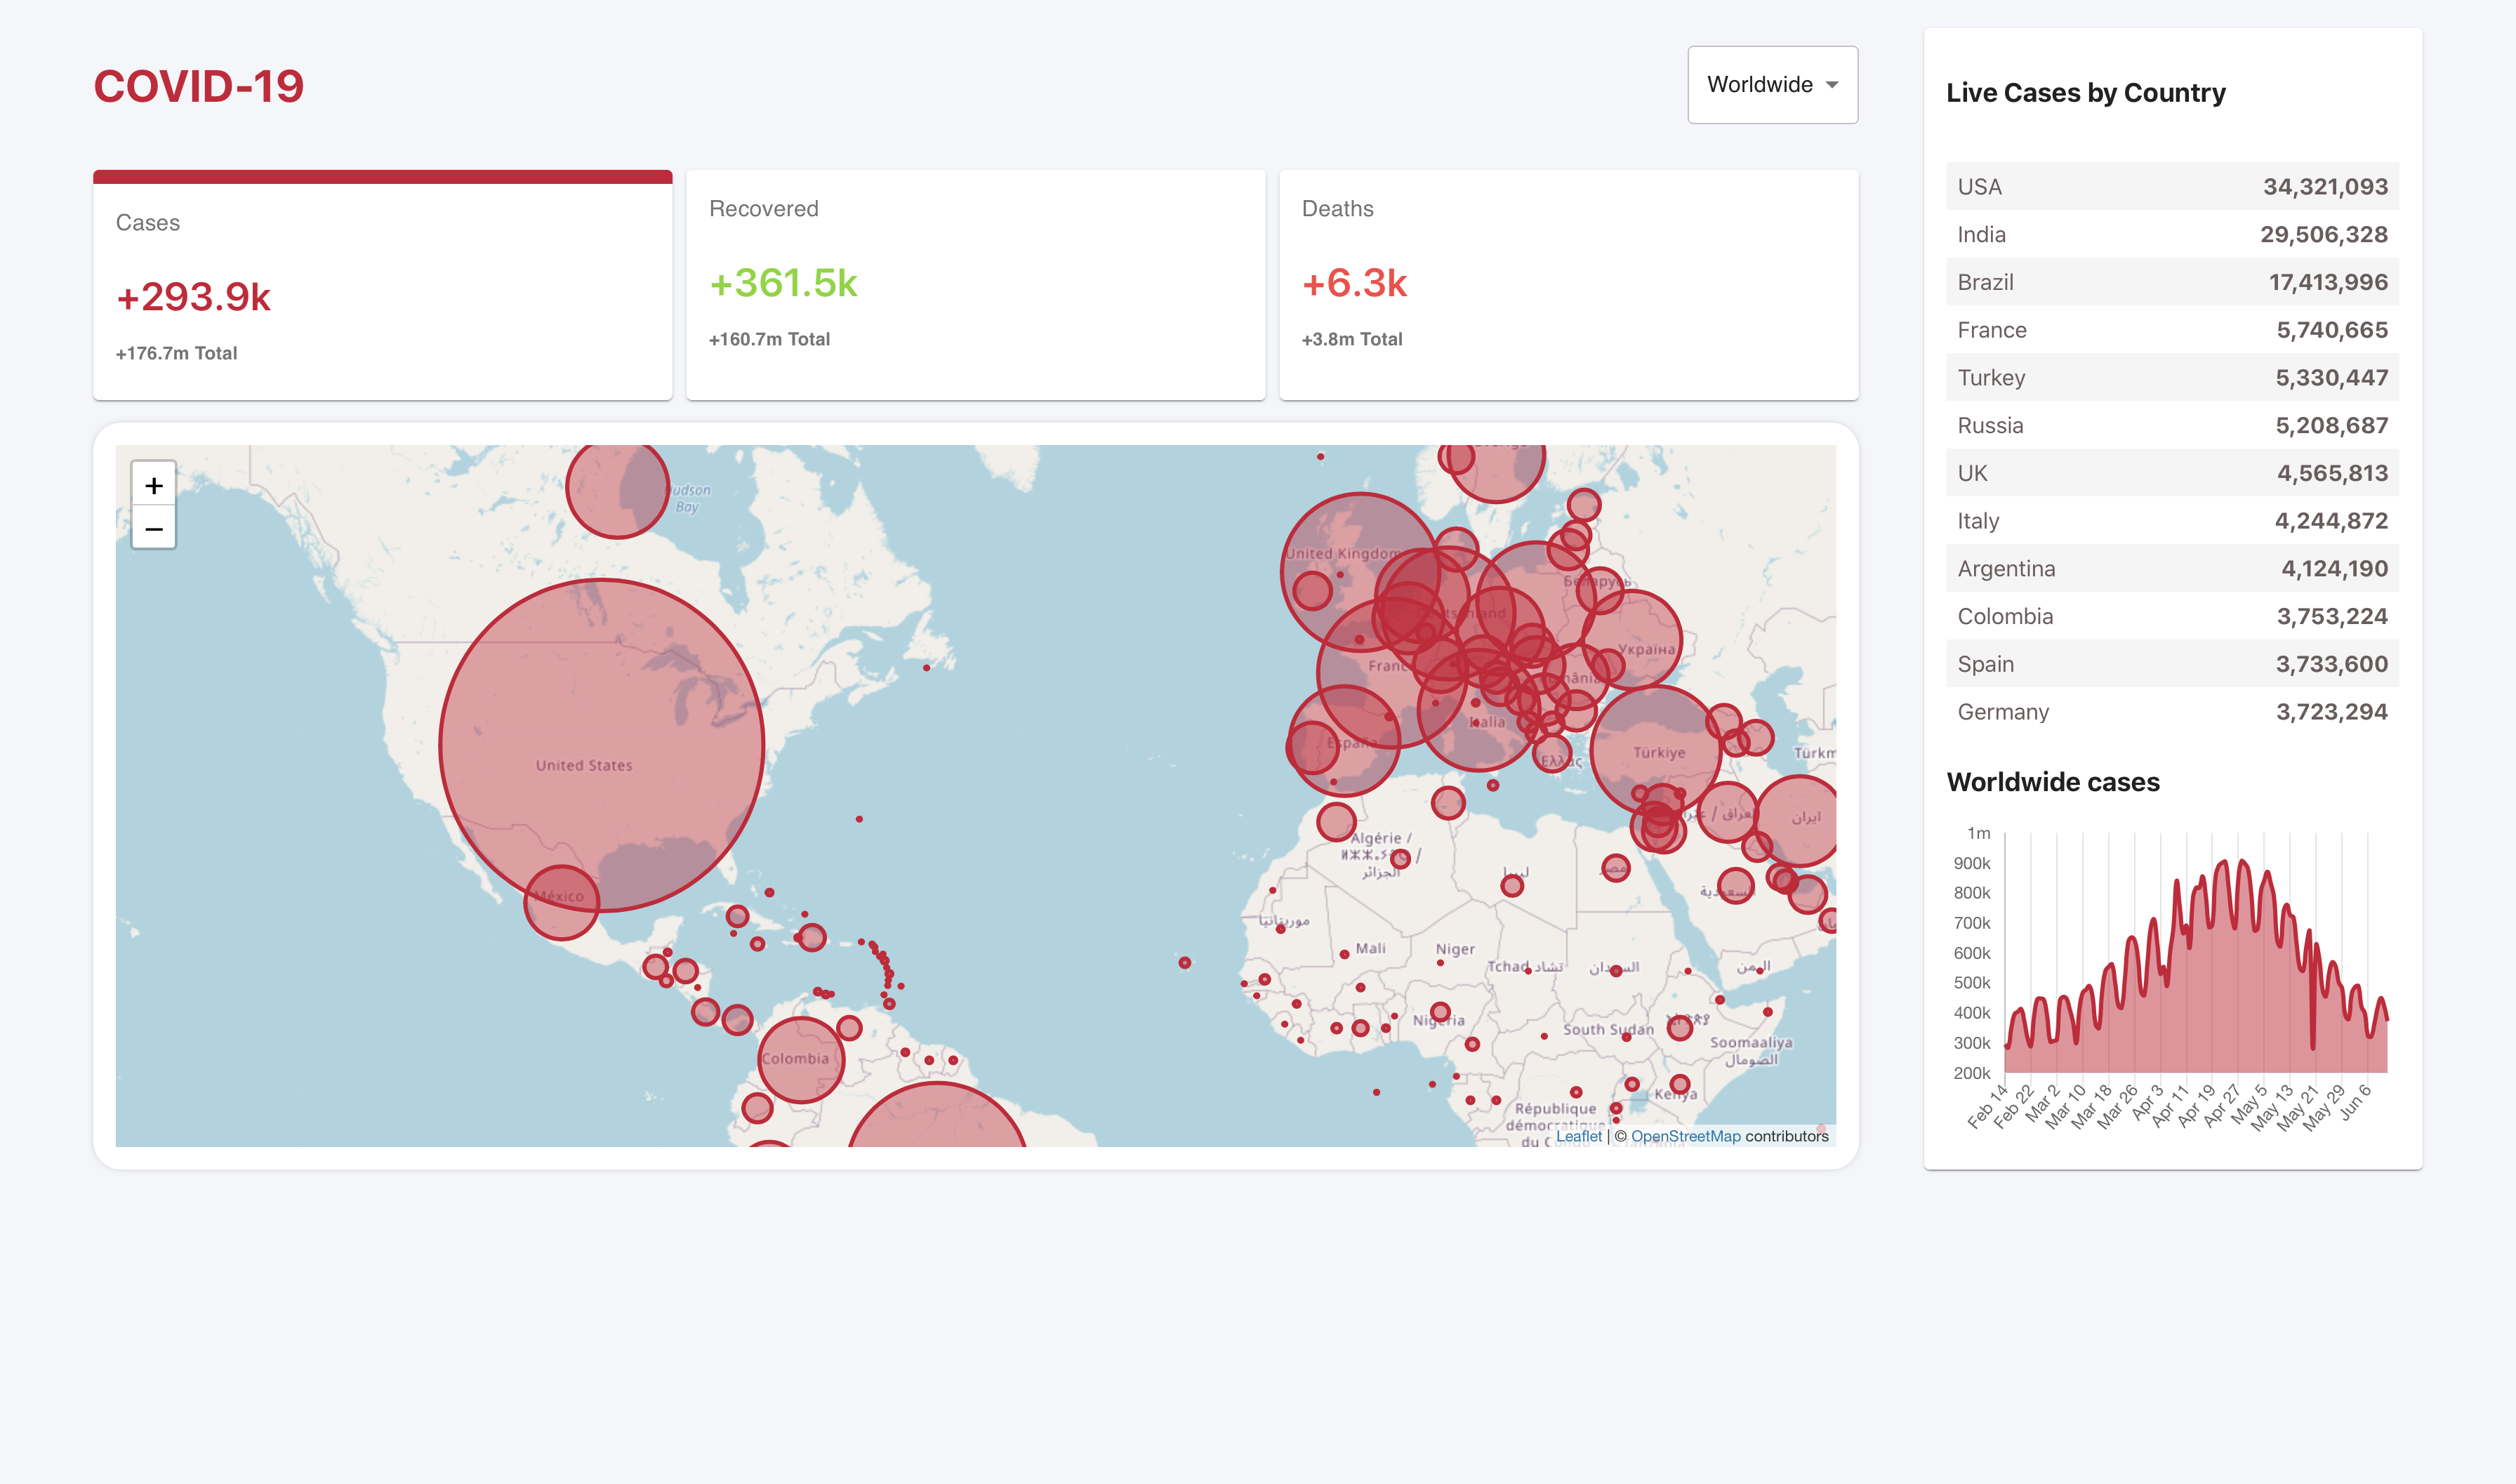 COVID-19
Worldwide
Cases
+293.9k
+176.7m Total
Recovered
+361.5k
+160.7m Total
Deaths
+6.3k
+3.8m Total
+
−
Hudson
Bay
United Kingdom
Беларусь
Україна
France
Italia
España
Ελλάς
Türkiye
United States
México
Algérie /
الجزائر
ليبيا
مصر
ایران
السعودية
موريتانيا
Mali
Niger
Tchad تشاد
السودان
اليمن
Nigeria
South Sudan
Soomaaliya
الصومال
Colombia
Kenya
République
démocratique
du Congo
Leaflet | © OpenStreetMap contributors
Live Cases by Country
USA 34,321,093
India 29,506,328
Brazil 17,413,996
France 5,740,665
Turkey 5,330,447
Russia 5,208,687
UK 4,565,813
Italy 4,244,872
Argentina 4,124,190
Colombia 3,753,224
Spain 3,733,600
Germany 3,723,294
Worldwide cases
1m
900k
800k
700k
600k
500k
400k
300k
200k
Feb 14
Feb 22
Mar 2
Mar 10
Mar 18
Mar 26
Apr 3
Apr 11
Apr 19
Apr 27
May 5
May 13
May 21
May 29
Jun 6